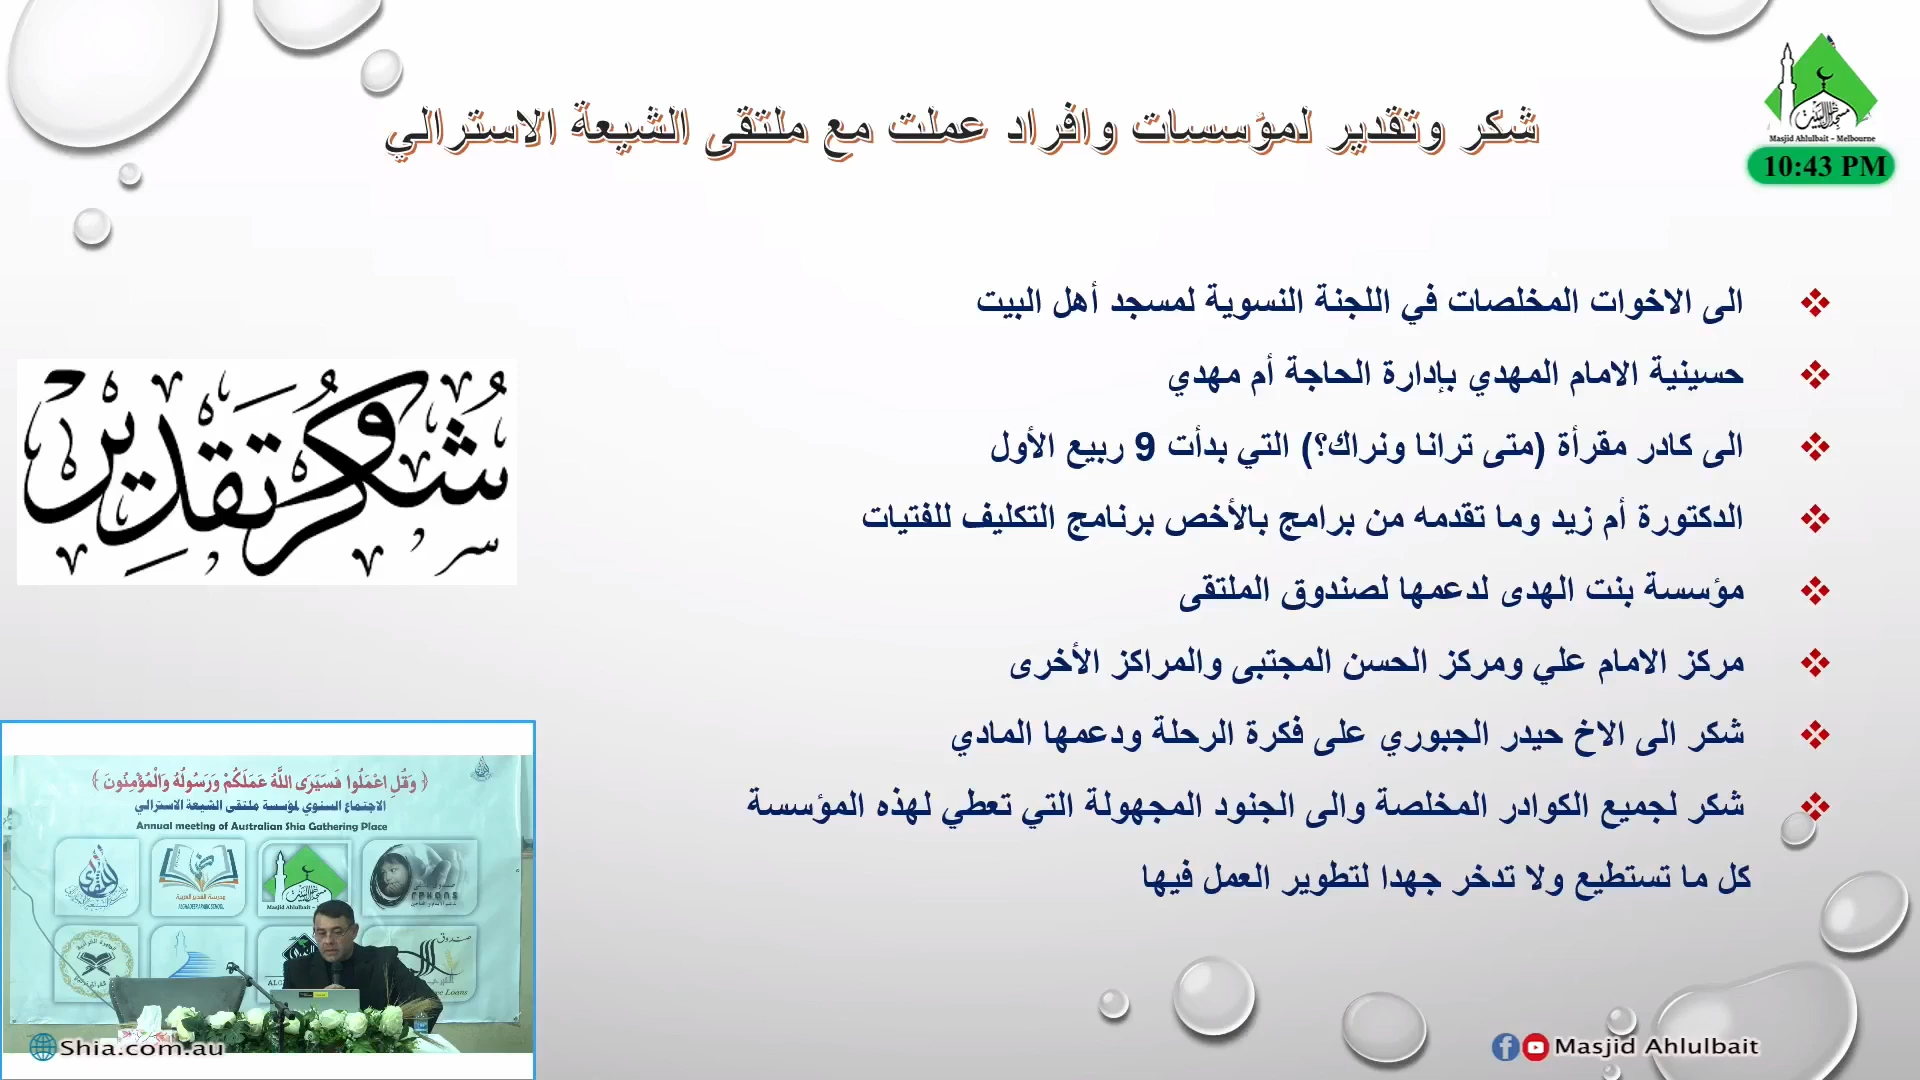 شكر وتقدير لمؤسسات وافراد عملت مع ملتقى الشيعة الاسترالي
Masjid Ahlulbait - Melbourne
10:43 PM
الى الاخوات المخلصات في اللجنة النسوية لمسجد أهل البيت
حسينية الامام المهدي بإدارة الحاجة أم مهدي
الى كادر مقرأة (متى ترانا ونراك؟) التي بدأت 9 ربيع الأول
الدكتورة أم زيد وما تقدمه من برامج بالأخص برنامج التكليف للفتيات
مؤسسة بنت الهدى لدعمها لصندوق الملتقى
مركز الامام علي ومركز الحسن المجتبى والمراكز الأخرى
شكر الى الاخ حيدر الجبوري على فكرة الرحلة ودعمها المادي
شكر لجميع الكوادر المخلصة والى الجنود المجهولة التي تعطي لهذه المؤسسة
كل ما تستطيع ولا تدخر جهدا لتطوير العمل فيها
شكر وتقدير
﴿ وَقُلِ اعْمَلُوا فَسَيَرَى اللَّهُ عَمَلَكُمْ وَرَسُولُهُ وَالْمُؤْمِنُونَ ﴾
الاجتماع السنوي لمؤسسة ملتقى الشيعة الاسترالي
Annual meeting of Australian Shia Gathering Place
مدرسة الغدير العربية
Masjid Ahlulbait
صندوق
Shia.com.au
Masjid Ahlulbait